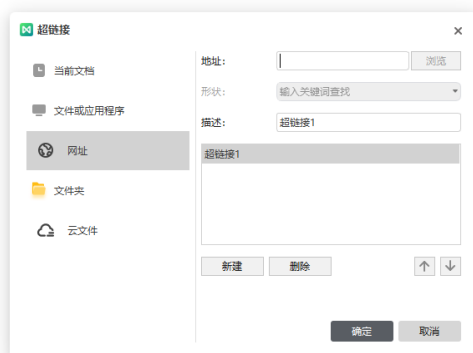 超链接
当前文档
文件或应用程序
网址
文件夹
云文件
地址：
浏览
形状：
输入关键词查找
描述：
超链接1
超链接1
新建
删除
确定
取消